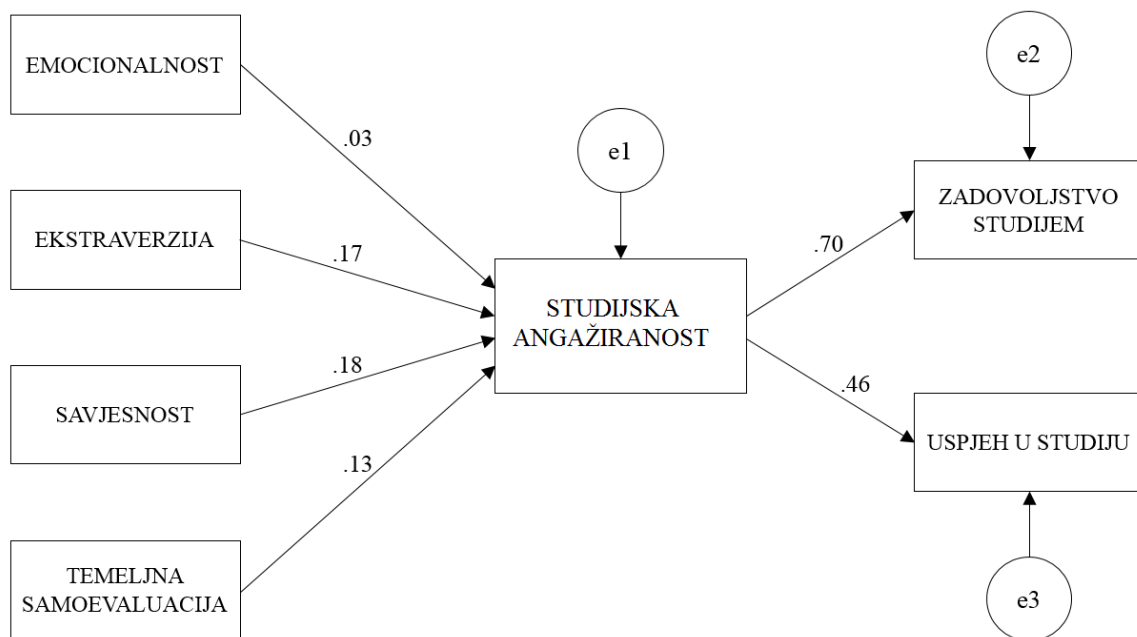 EMOCIONALNOST
.03
EKSTRAVERZIJA
.17
SAVJESNOST
.18
TEMELJNA
SAMOEVALUACIJA
.13
e1
STUDIJSKA
ANGAŽIRANOST
.70
.46
e2
ZADOVOLJSTVO
STUDIJEM
USPJEH U STUDIJU
e3